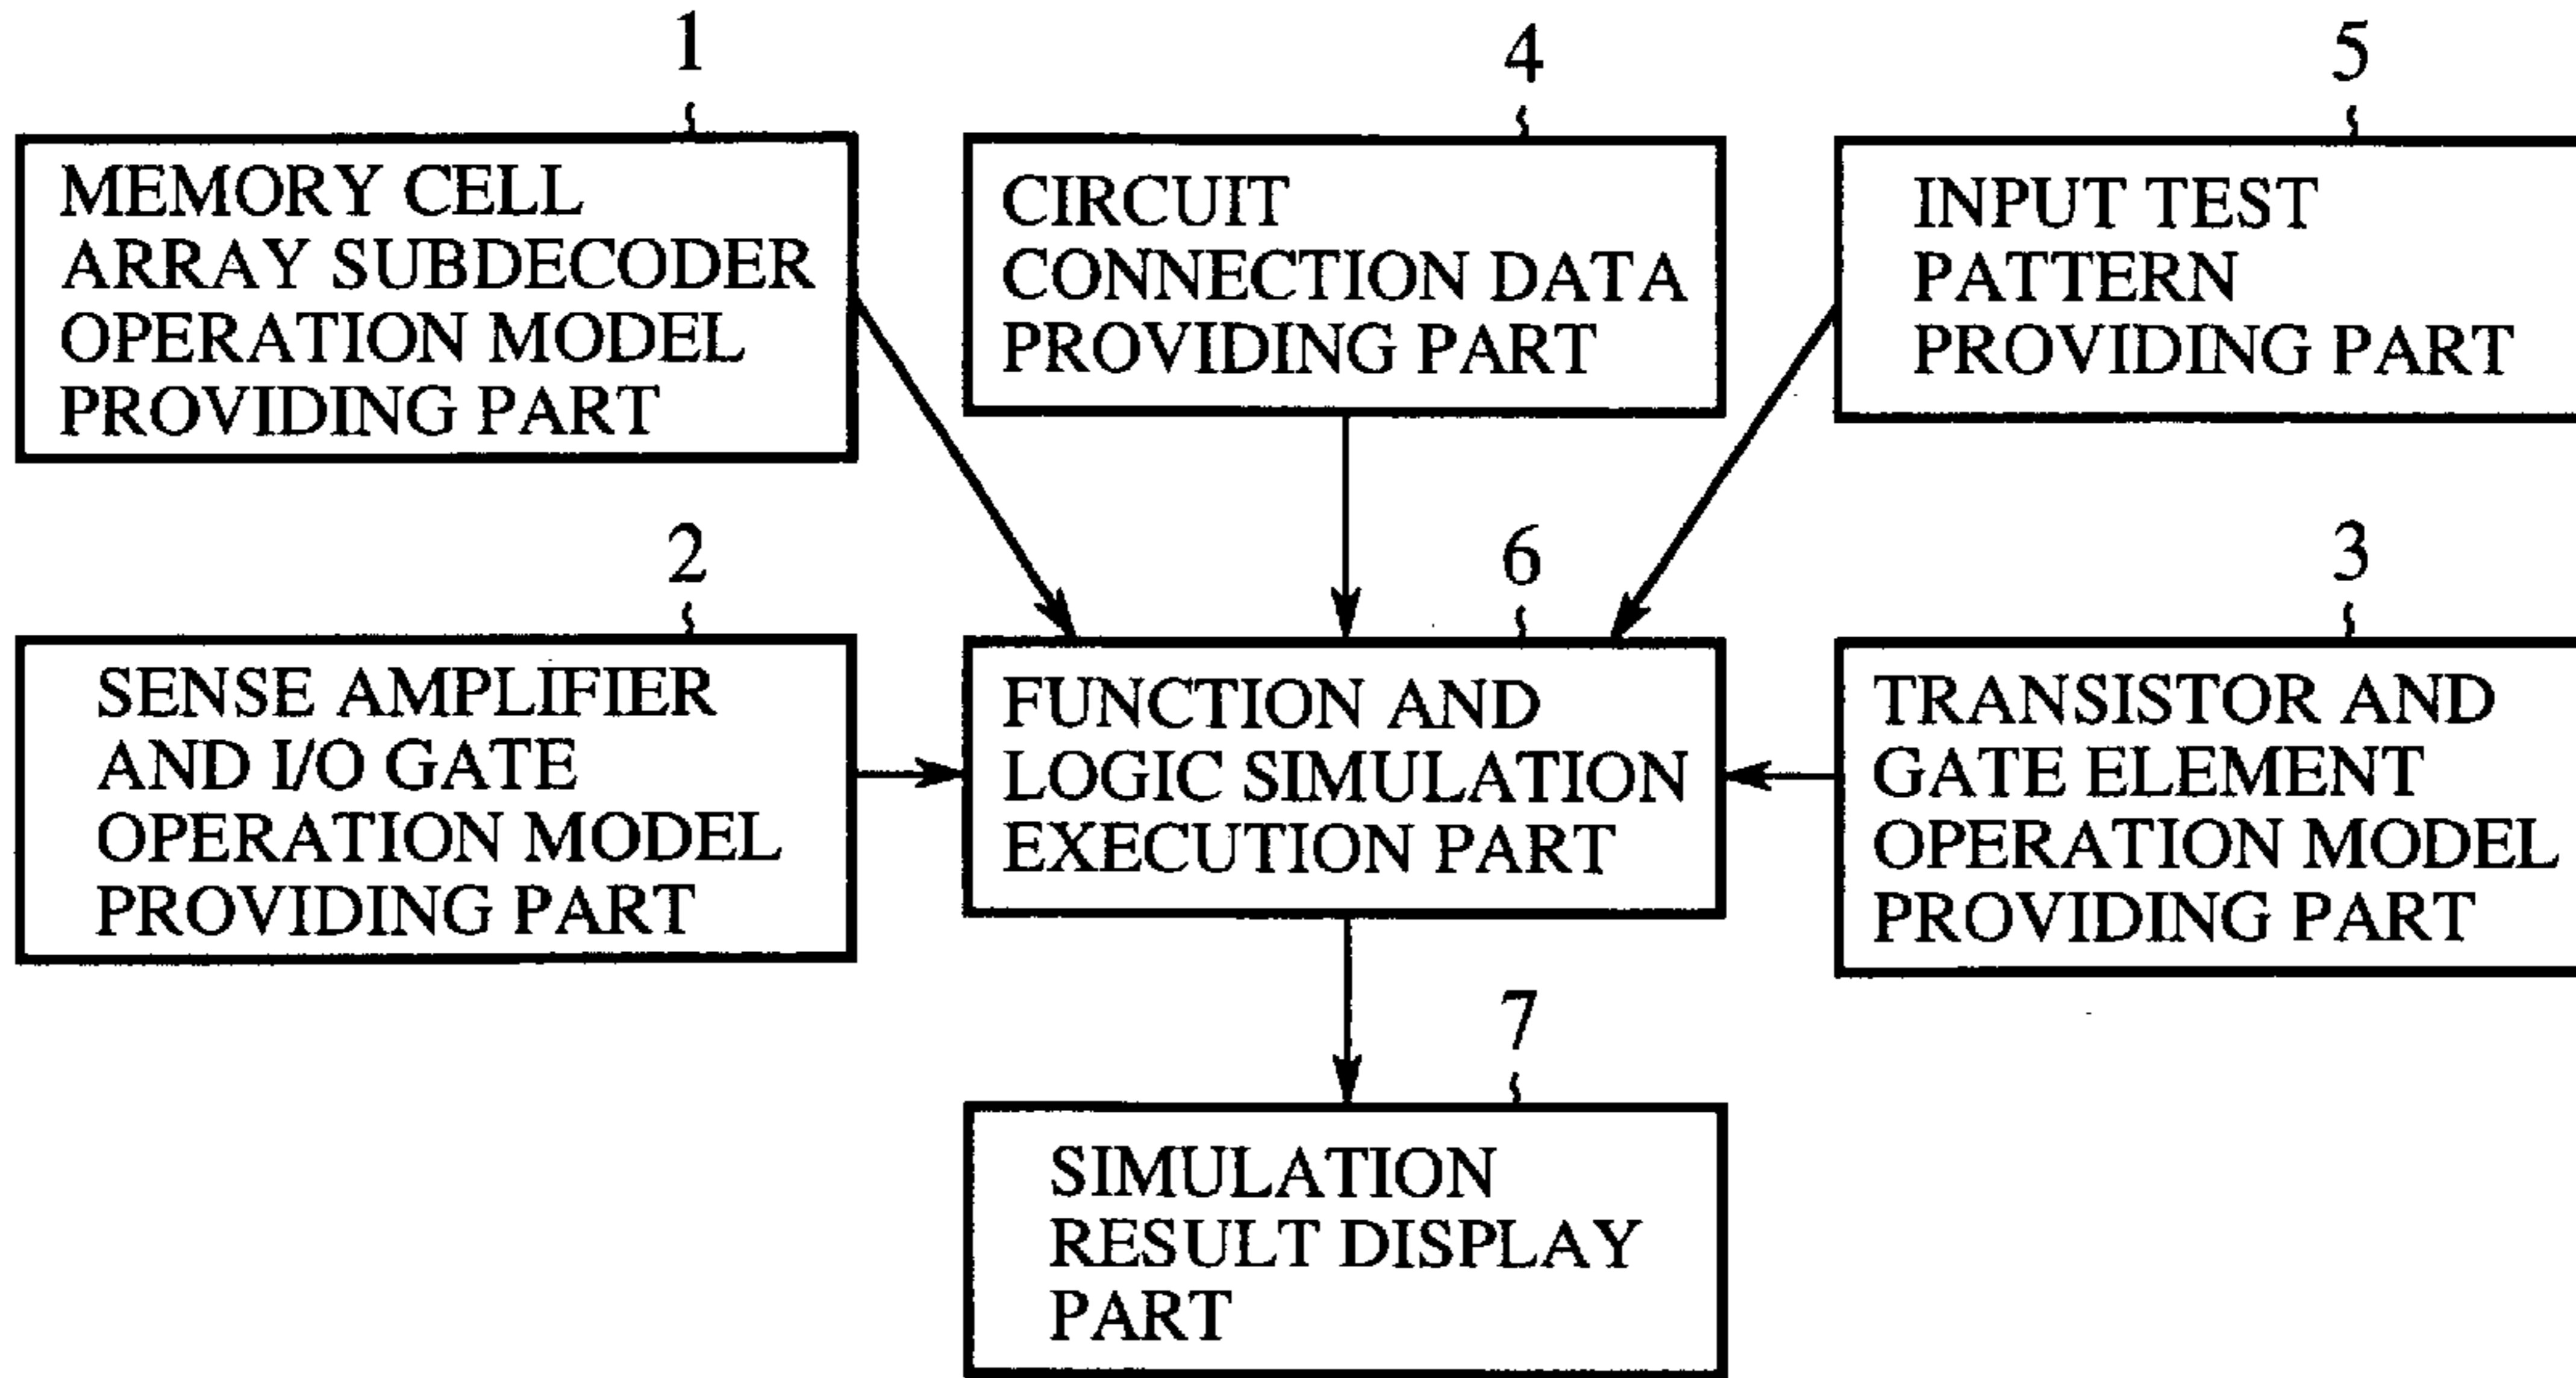 1
MEMORY CELL
ARRAY SUBDECODER
OPERATION MODEL
PROVIDING PART
4
CIRCUIT
CONNECTION DATA
PROVIDING PART
5
INPUT TEST
PATTERN
PROVIDING PART
2
SENSE AMPLIFIER
AND I/O GATE
OPERATION MODEL
PROVIDING PART
6
FUNCTION AND
LOGIC SIMULATION
EXECUTION PART
3
TRANSISTOR AND
GATE ELEMENT
OPERATION MODEL
PROVIDING PART
7
SIMULATION
RESULT DISPLAY
PART